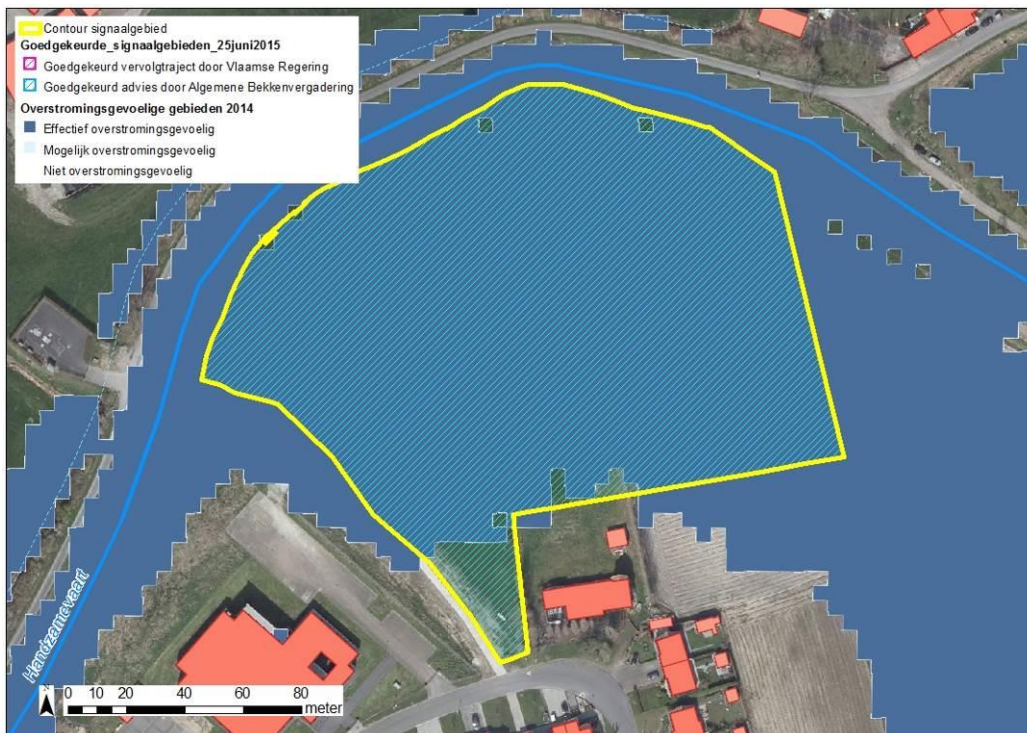 Contour signaalgebied
Goedgekeurde_signaalgebieden_25juni2015
Goedgekeurd vervolgtraject door Vlaamse Regering
Goedgekeurd advies door Algemene Bekkenvergadering
Overstromingsgevoelige gebieden 2014
Effectief overstromingsgevoelig
Mogelijk overstromingsgevoelig
Niet overstromingsgevoelig
Handzamevaart
0 10 20 40 60 80
meter